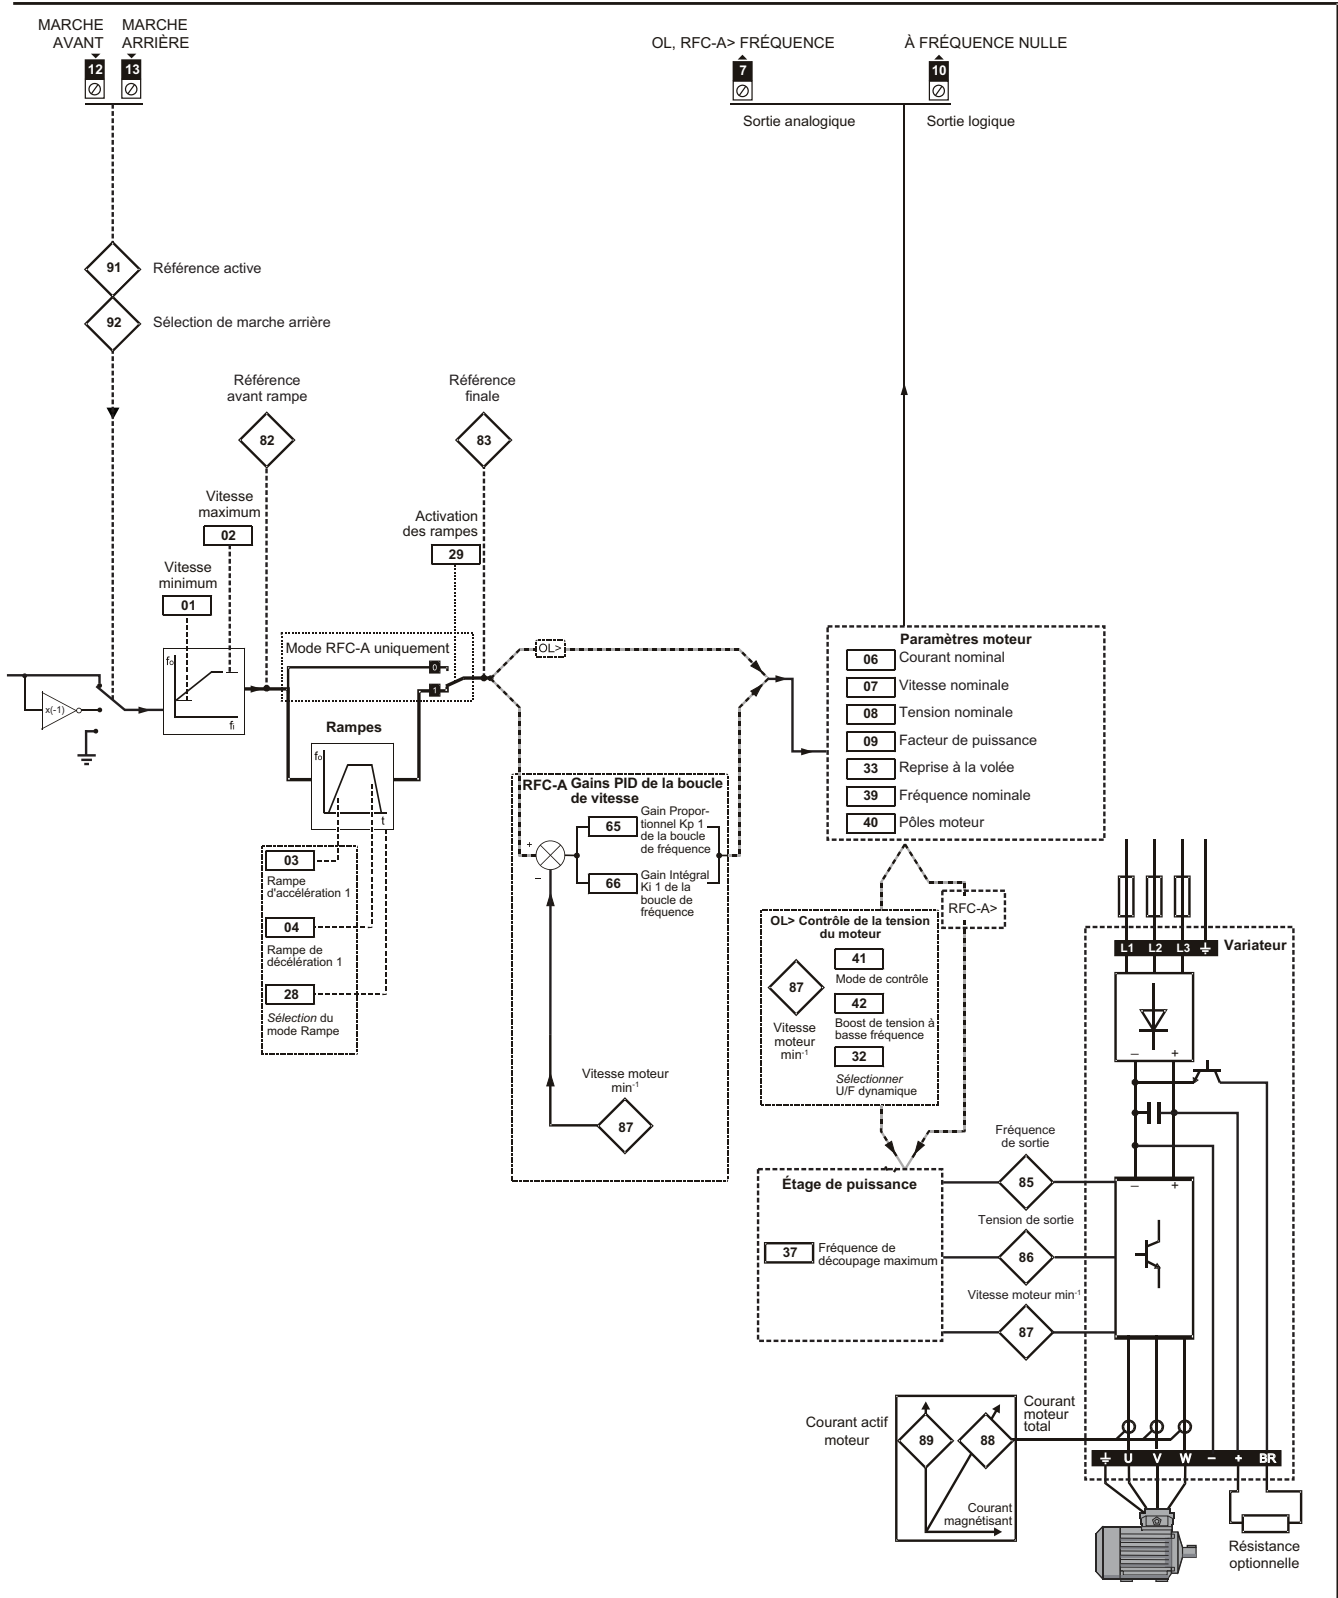 MARCHE
AVANT
MARCHE
ARRIÈRE
12
13
OL, RFC-A> FRÉQUENCE
7
À FRÉQUENCE NULLE
10
Sortie analogique
Sortie logique
91
Référence active
92
Sélection de marche arrière
Référence
avant rampe
82
Référence
finale
83
Vitesse
maximum
02
Vitesse
minimum
01
Activation
des rampes
29
Mode RFC-A uniquement
0
1
x(-1)
fo
fi
Rampes
fo
t
03
Rampe
d'accélération 1
04
Rampe de
décélération 1
28
Sélection du
mode Rampe
OL>
RFC-A Gains PID de la boucle
de vitesse
+
–
65
Gain Propor-
tionnel Kp 1
de la boucle
de fréquence
66
Gain Intégral
Ki 1 de la
boucle de
fréquence
Vitesse moteur
min-1
87
Paramètres moteur
06 Courant nominal
07 Vitesse nominale
08 Tension nominale
09 Facteur de puissance
33 Reprise à la volée
39 Fréquence nominale
40 Pôles moteur
RFC-A>
OL> Contrôle de la tension
du moteur
87
Vitesse
moteur
min-1
41
Mode de contrôle
42
Boost de tension à
basse fréquence
32
Sélectionner
U/F dynamique
Étage de puissance
37
Fréquence de
découpage maximum
Fréquence
de sortie
85
Tension de sortie
86
Vitesse moteur min-1
87
L1 L2 L3
Variateur
– +
– +
Courant actif
moteur
89
88
Courant
moteur
total
Courant
magnétisant
U V W – + BR
Résistance
optionnelle